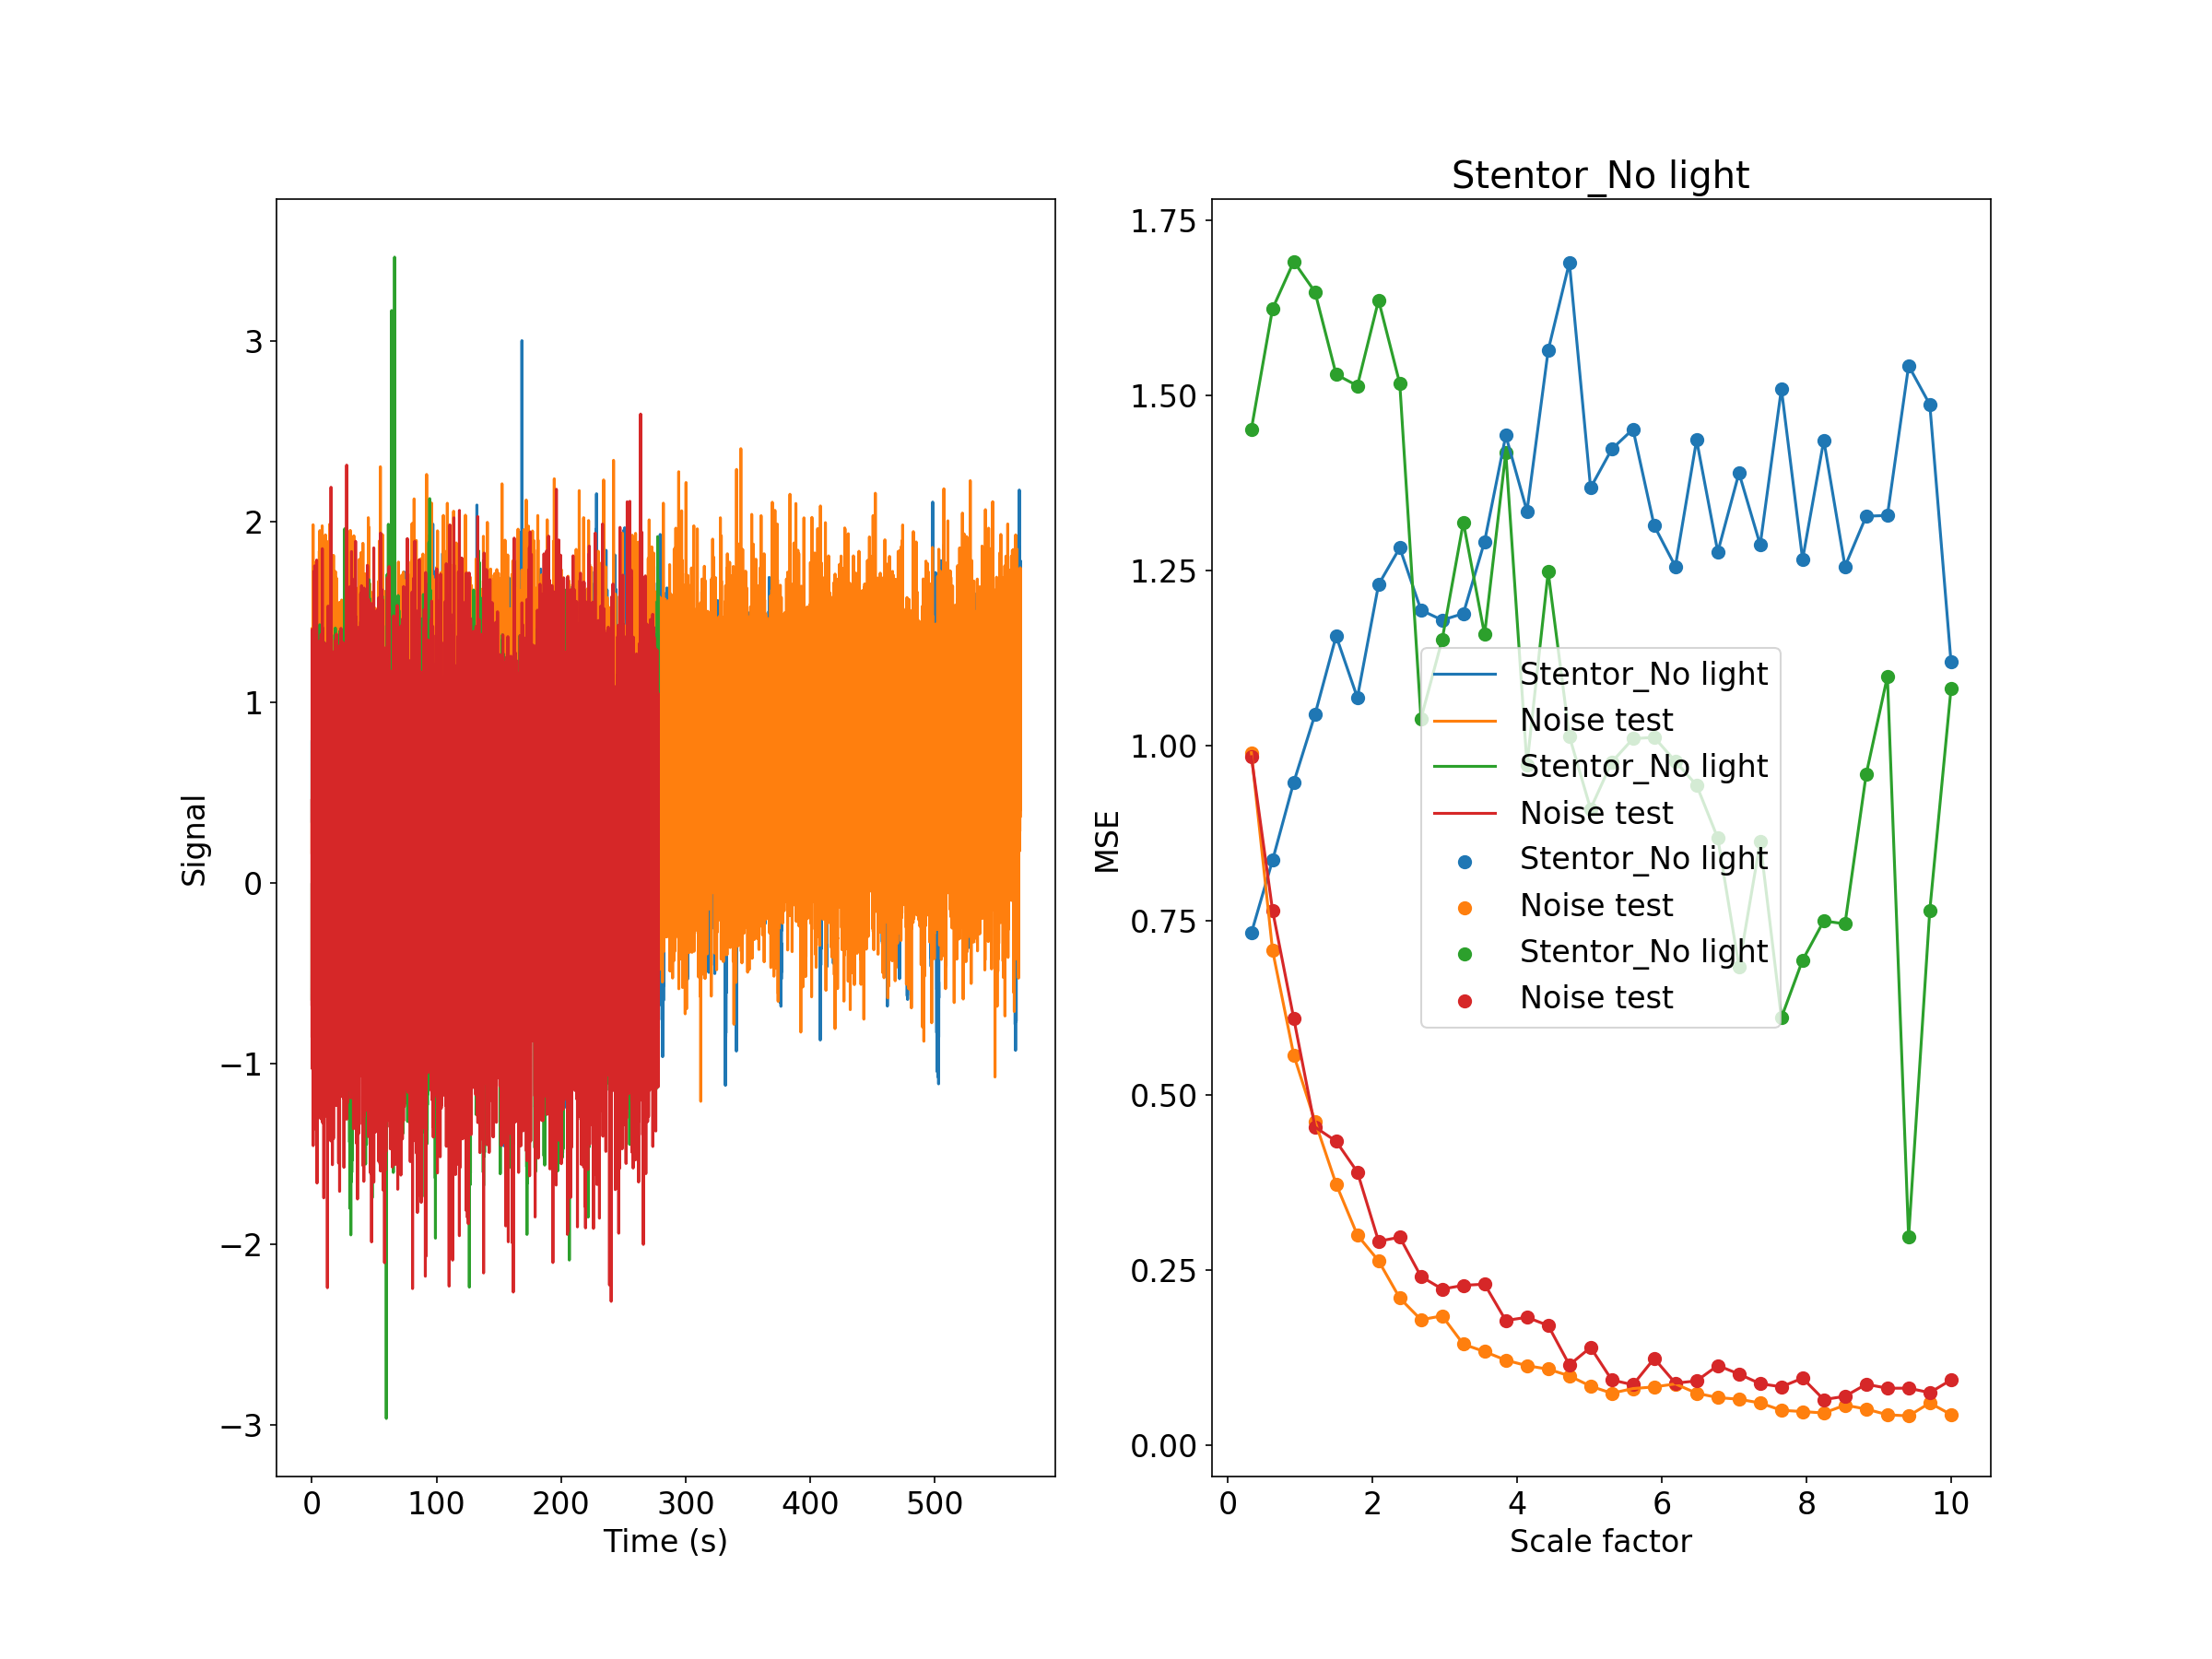 Stentor_No light
Signal
3
2
1
0
−1
−2
−3
0 100 200 300 400 500
Time (s)
MSE
1.75
1.50
1.25
1.00
0.75
0.50
0.25
0.00
0 2 4 6 8 10
Scale factor
Stentor_No light
Noise test
Stentor_No light
Noise test
Stentor_No light
Noise test
Stentor_No light
Noise test